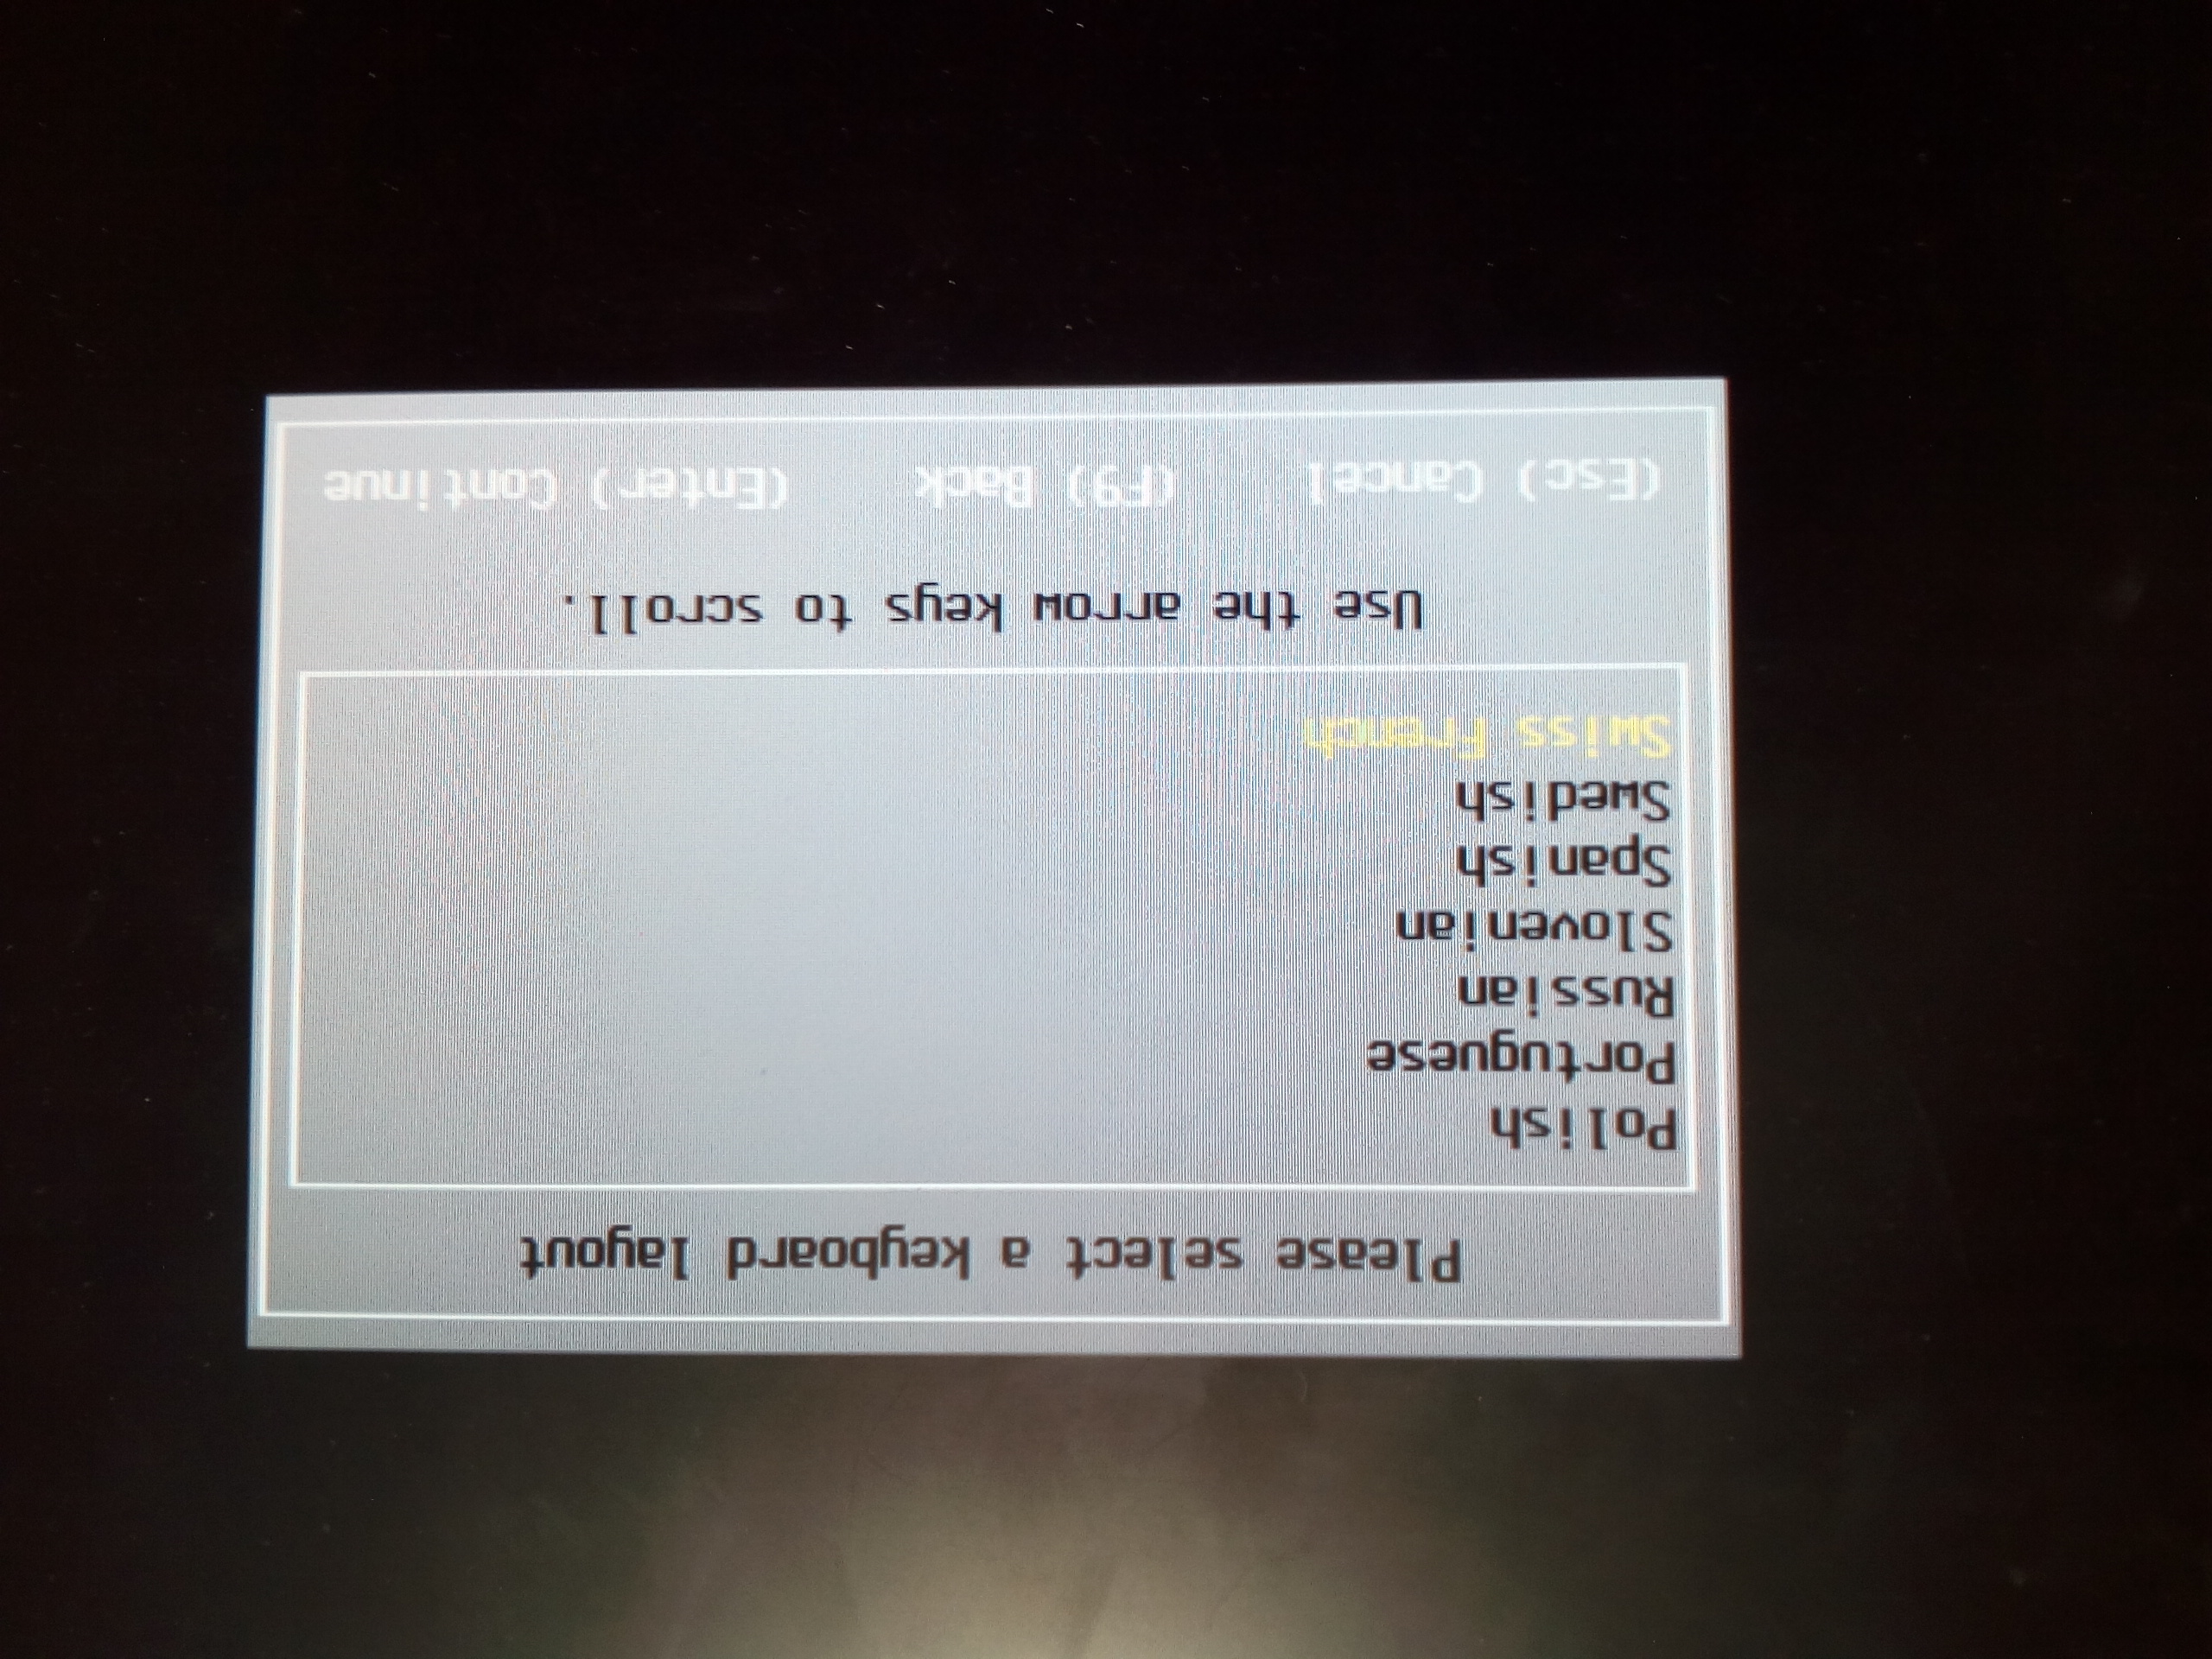 Please select a keyboard layout
Polish
Portuguese
Russian
Slovenian
Spanish
Swedish
Swiss French
Use the arrow keys to scroll.
(Esc) Cancel (F9) Back (Enter) Continue